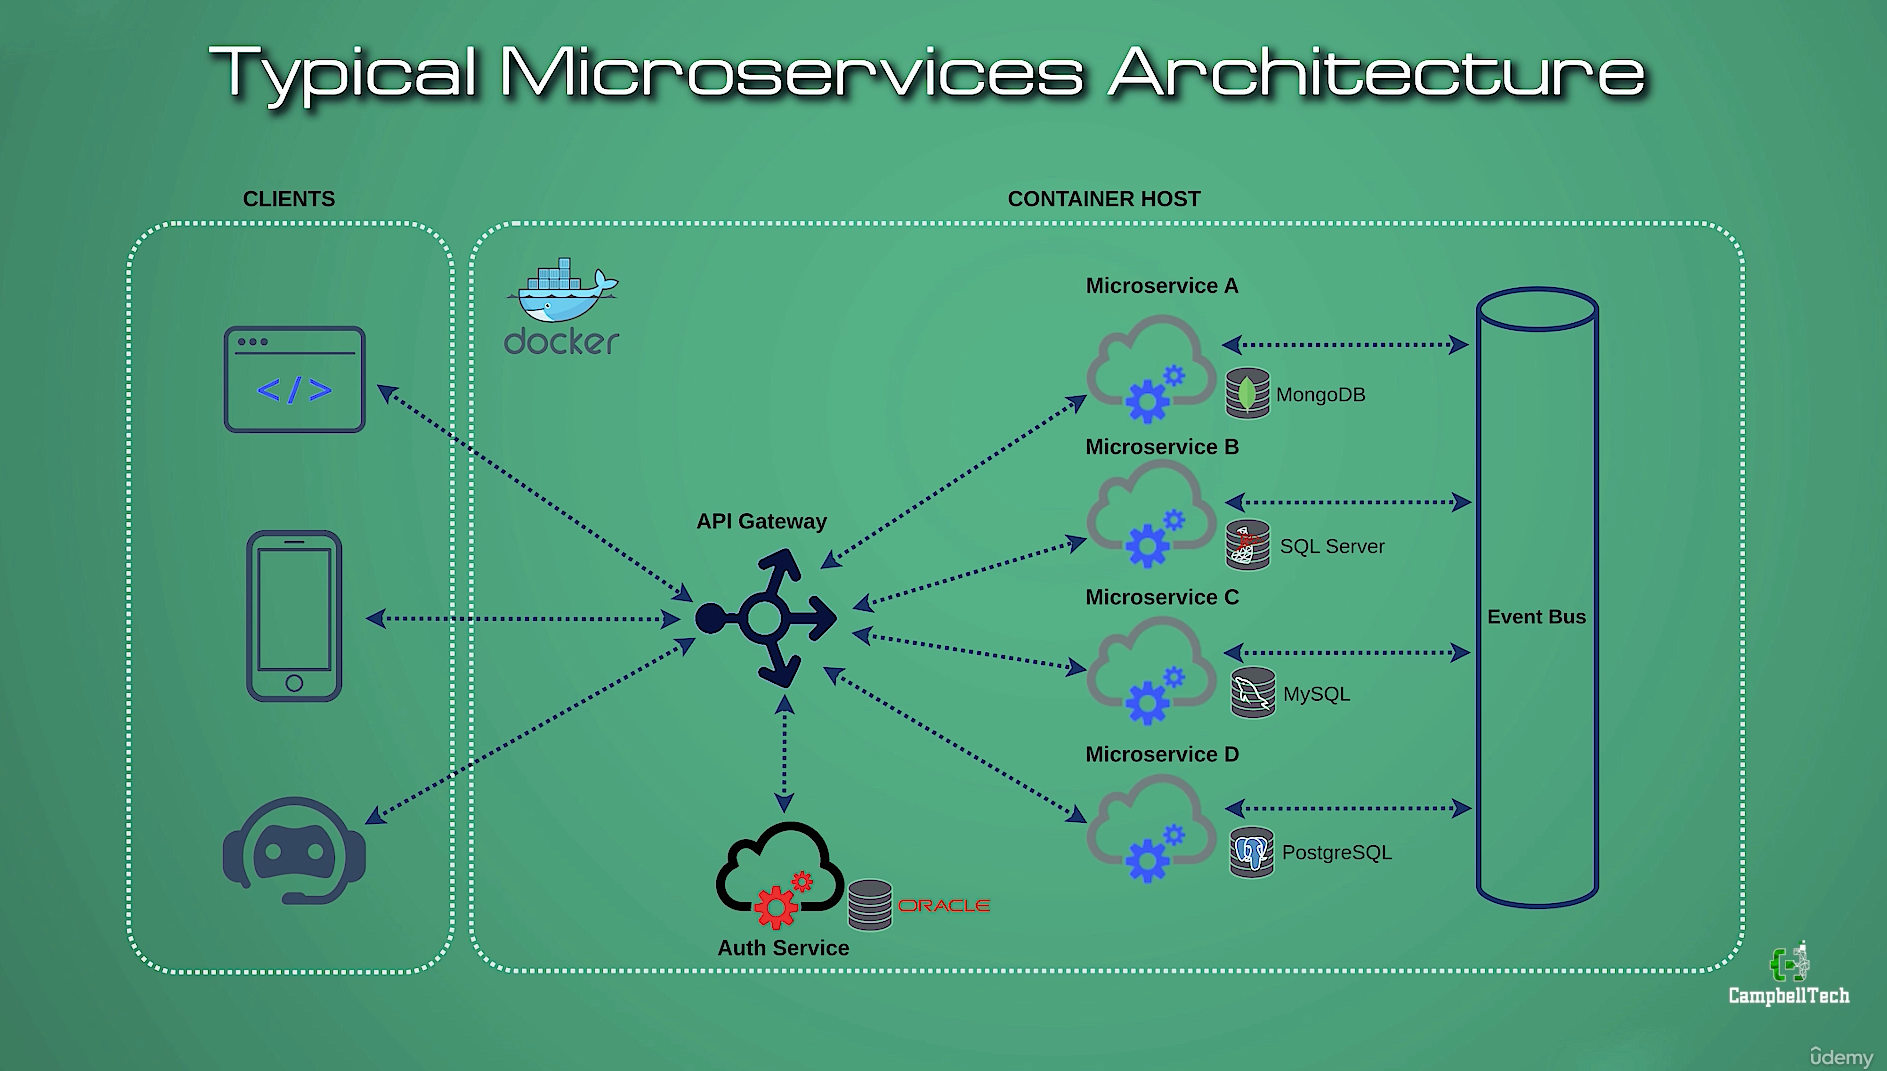 Typical Microservices Architecture
CLIENTS
CONTAINER HOST
docker
</>
API Gateway
Auth Service
ORACLE
Microservice A
MongoDB
Microservice B
SQL Server
Microservice C
MySQL
Microservice D
PostgreSQL
Event Bus
CampbellTech
ûdemy